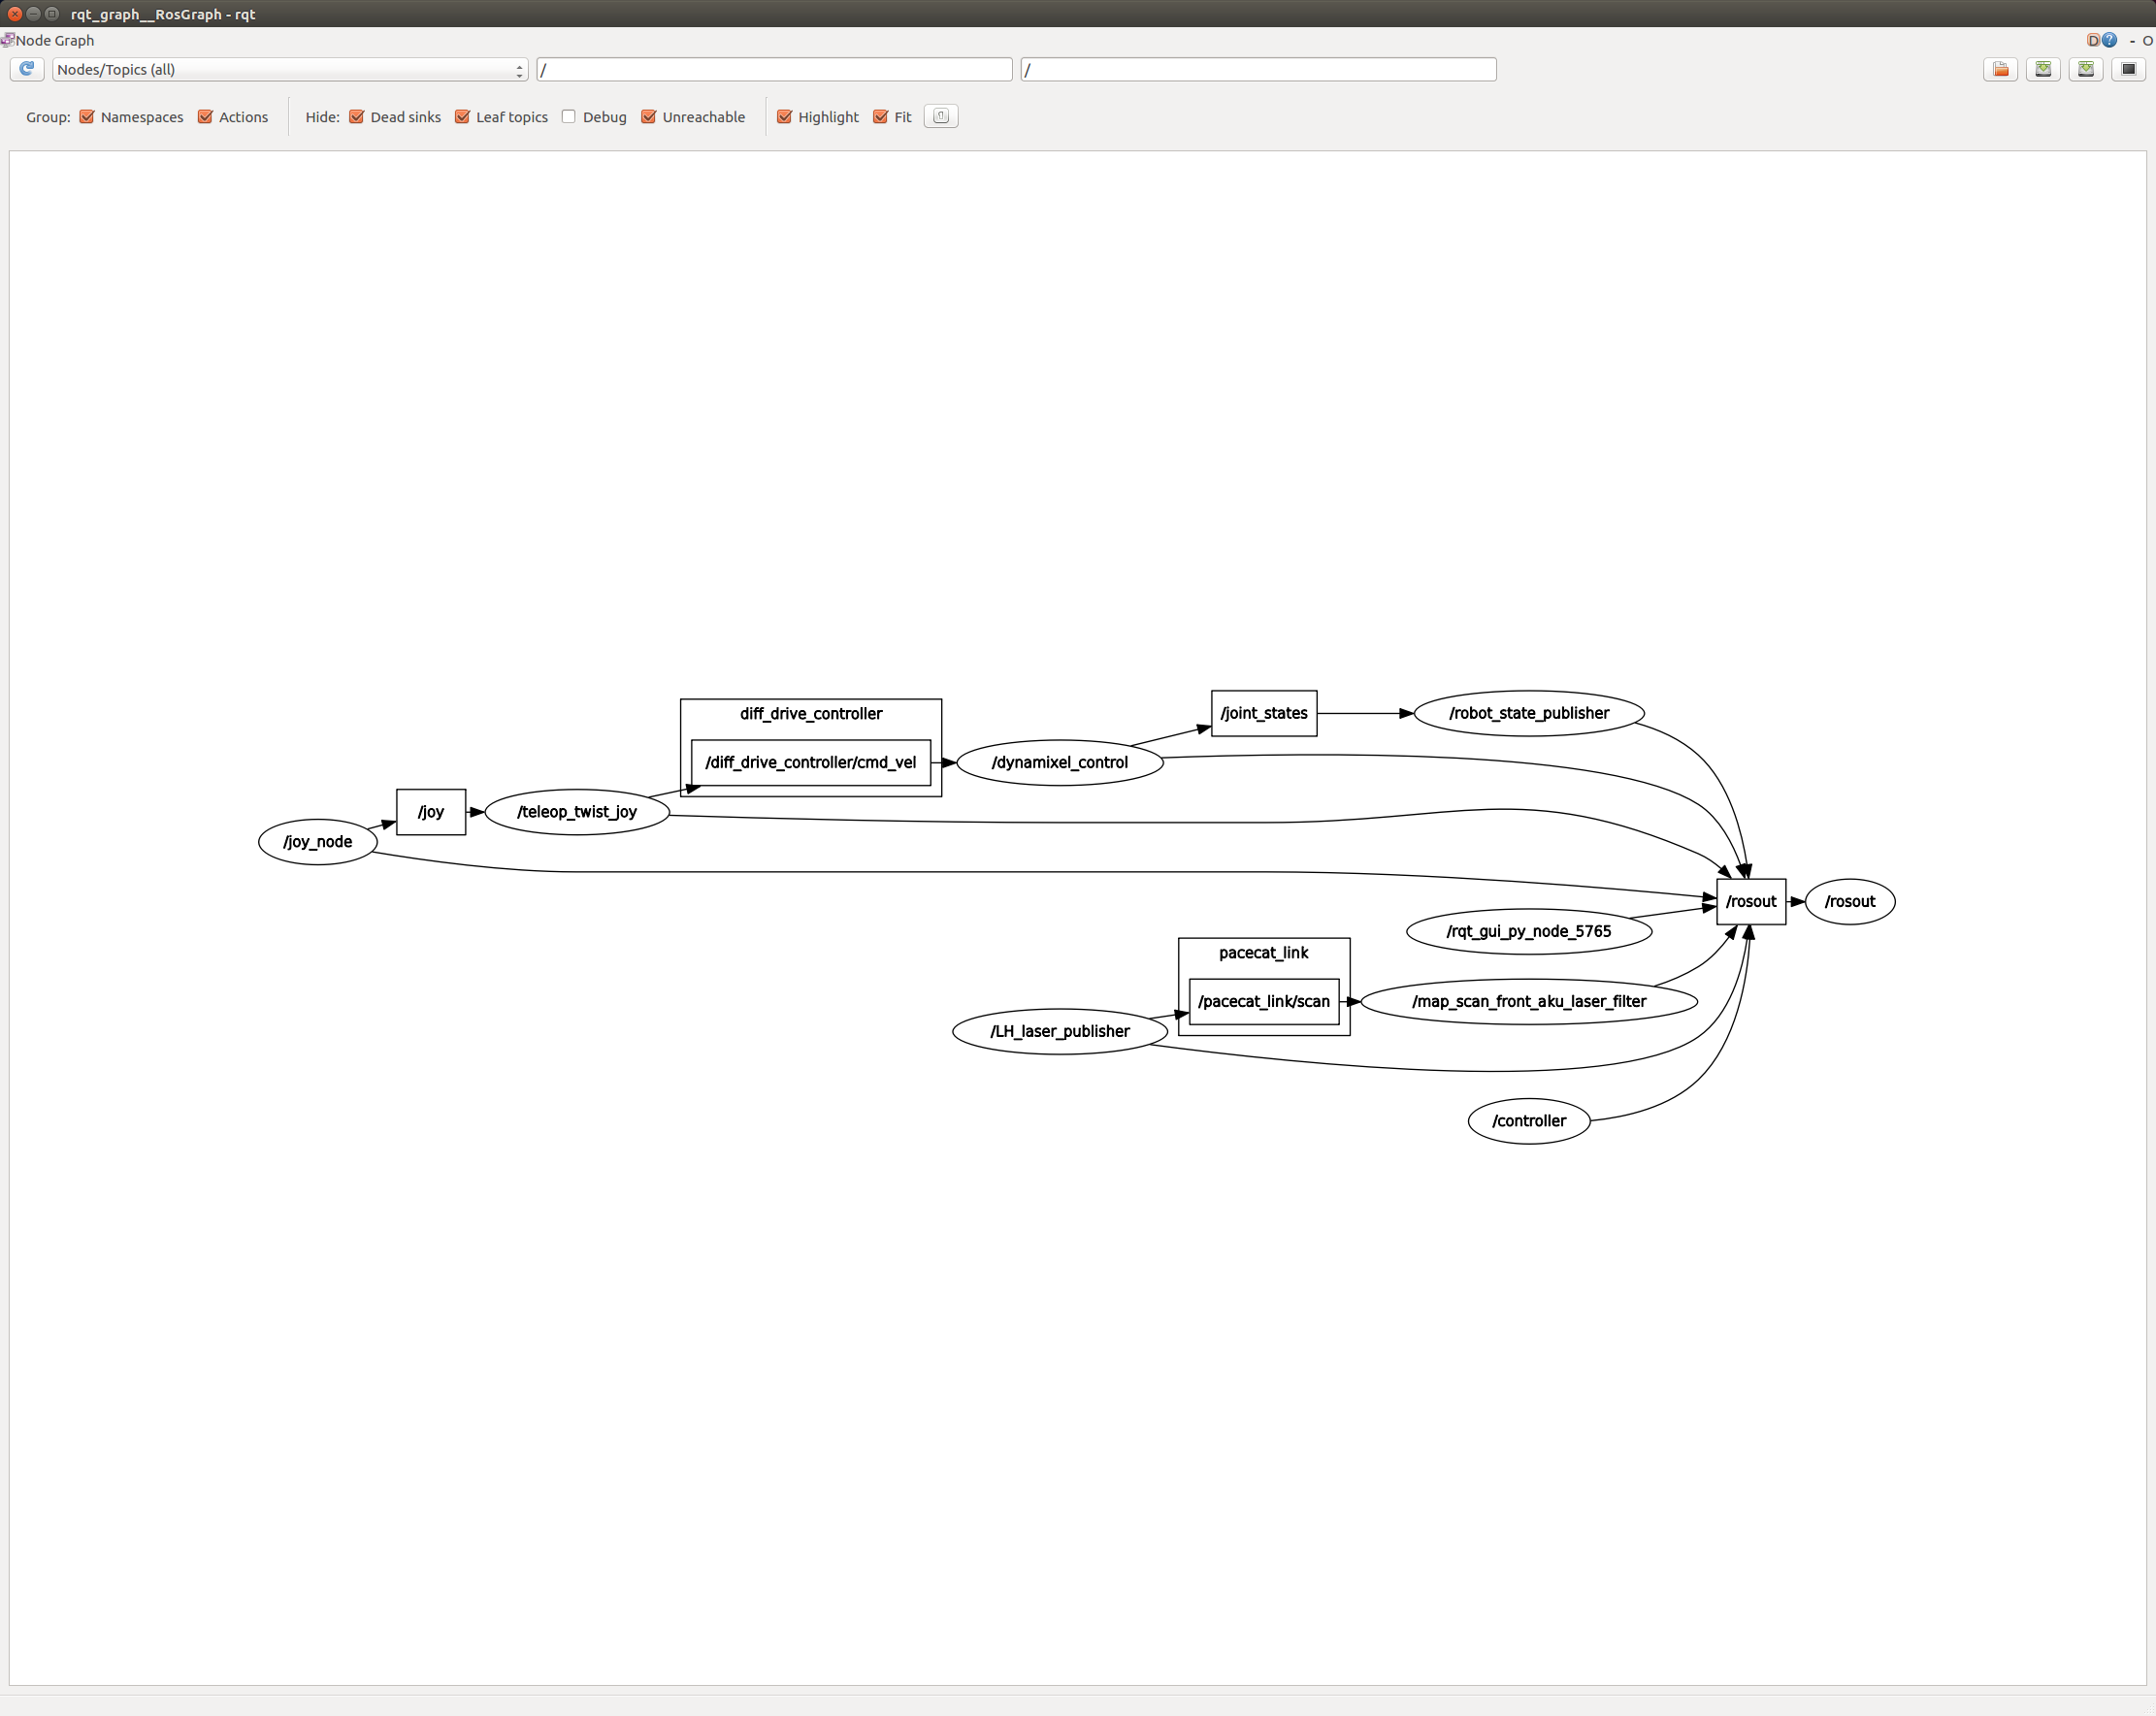 rqt_graph__RosGraph - rqt
Node Graph
D ? - O
Nodes/Topics (all) / /
Group: Namespaces Actions Hide: Dead sinks Leaf topics Debug Unreachable Highlight Fit
/joint_states
/robot_state_publisher
diff_drive_controller
/diff_drive_controller/cmd_vel
/dynamixel_control
/joy
/teleop_twist_joy
/joy_node
/rosout
/rosout
/rqt_gui_py_node_5765
pacecat_link
/pacecat_link/scan
/map_scan_front_aku_laser_filter
/LH_laser_publisher
/controller